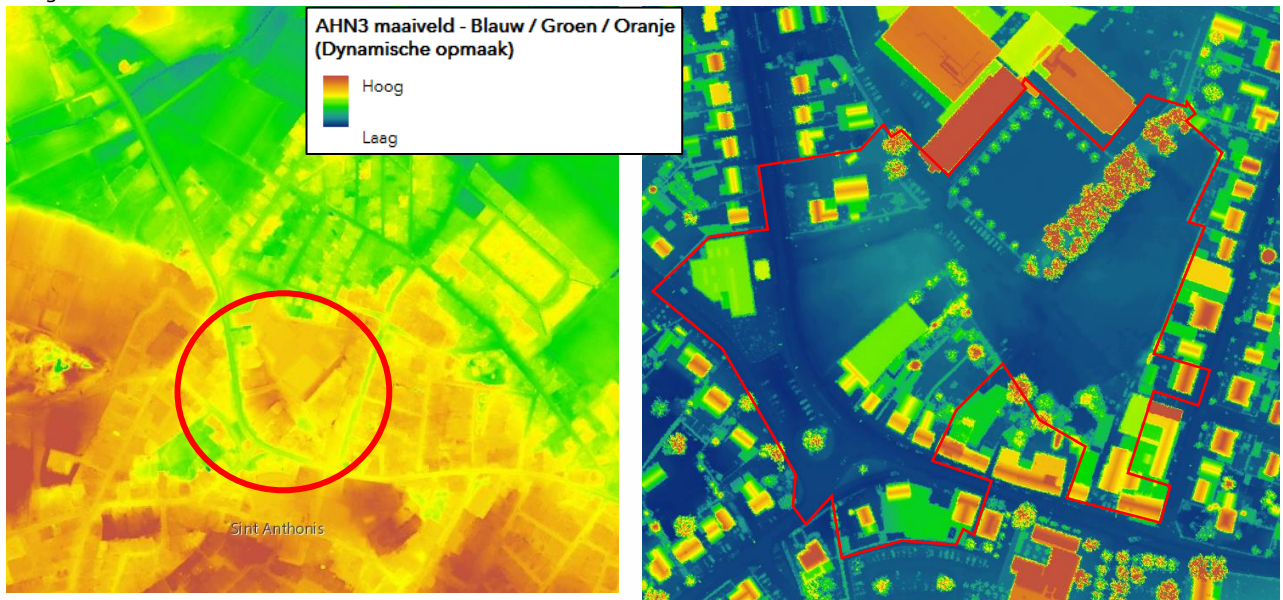 AHN3 maaiveld - Blauw / Groen / Oranje
(Dynamische opmaak)
Hoog
Laag
Sint Anthonis